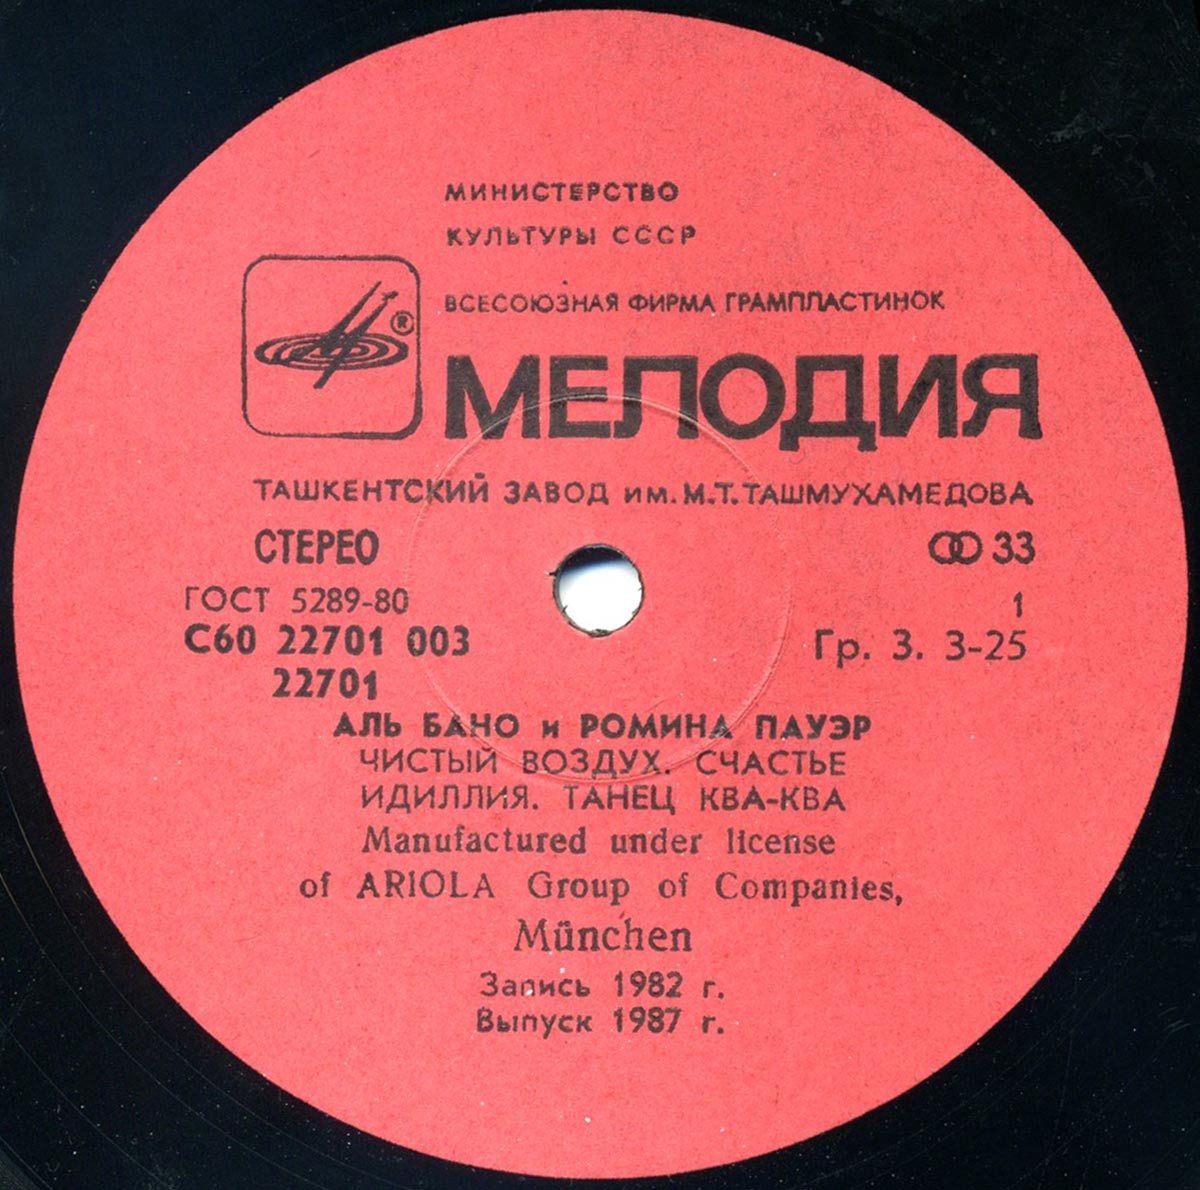 МИНИСТЕРСТВО
КУЛЬТУРЫ СССР
ВСЕСОЮЗНАЯ ФИРМА ГРАМПЛАСТИНОК
®
МЕЛОДИЯ
ТАШКЕНТСКИЙ ЗАВОД им. М.Т. ТАШМУХАМЕДОВА
СТЕРЕО 33
ГОСТ 5289-80 1
С60 22701 003 Гр. 3. 3-25
22701
АЛЬ БАНО и РОМИНА ПАУЭР
ЧИСТЫЙ ВОЗДУХ. СЧАСТЬЕ
ИДИЛЛИЯ. ТАНЕЦ КВА-КВА
Manufactured under license
of ARIOLA Group of Companies,
München
Запись 1982 г.
Выпуск 1987 г.